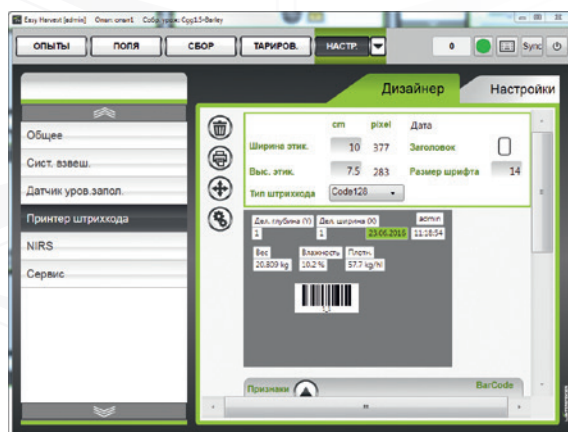 Easy Harvest [admin] Опыт: опыт1 Собр. урож: Cgg15-Barley
ОПЫТЫ ПОЛЯ СБОР ТАРИРОВ. НАСТР. 0 Sync
Дизайнер Настройки
Общее
Сист. взвеш.
Датчик уров.запол.
Принтер штрихкода
NIRS
Сервис
cm pixel Дата
Ширина этик. 10 377 Заголовок
Выс. этик. 7.5 283 Размер шрифта 14
Тип штрихкода Code128
Дел. глубина (Y) Дел. ширина (X) admin
1 1 23.06.2016 11:18:54
Вес Влажность Плотн.
20.809 kg 10.2 % 57.7 kg/hl
Признаки BarCode